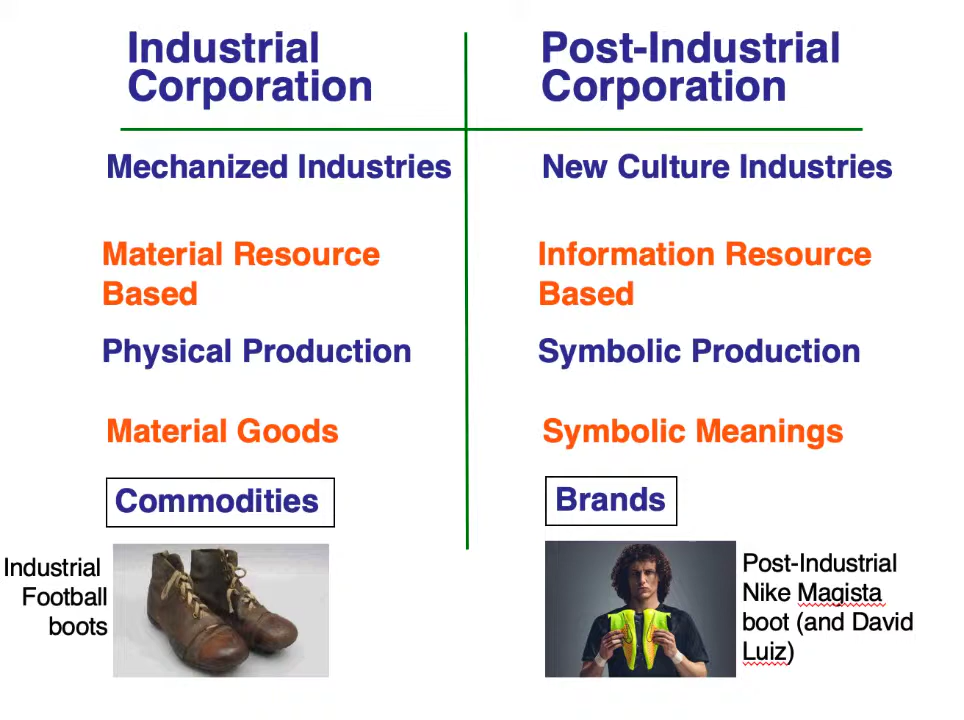 Industrial
Corporation
Post-Industrial
Corporation
Mechanized Industries
New Culture Industries
Material Resource
Based
Information Resource
Based
Physical Production
Symbolic Production
Material Goods
Symbolic Meanings
Commodities
Brands
Industrial
Football
boots
Post-Industrial
Nike Magista
boot (and David
Luiz)